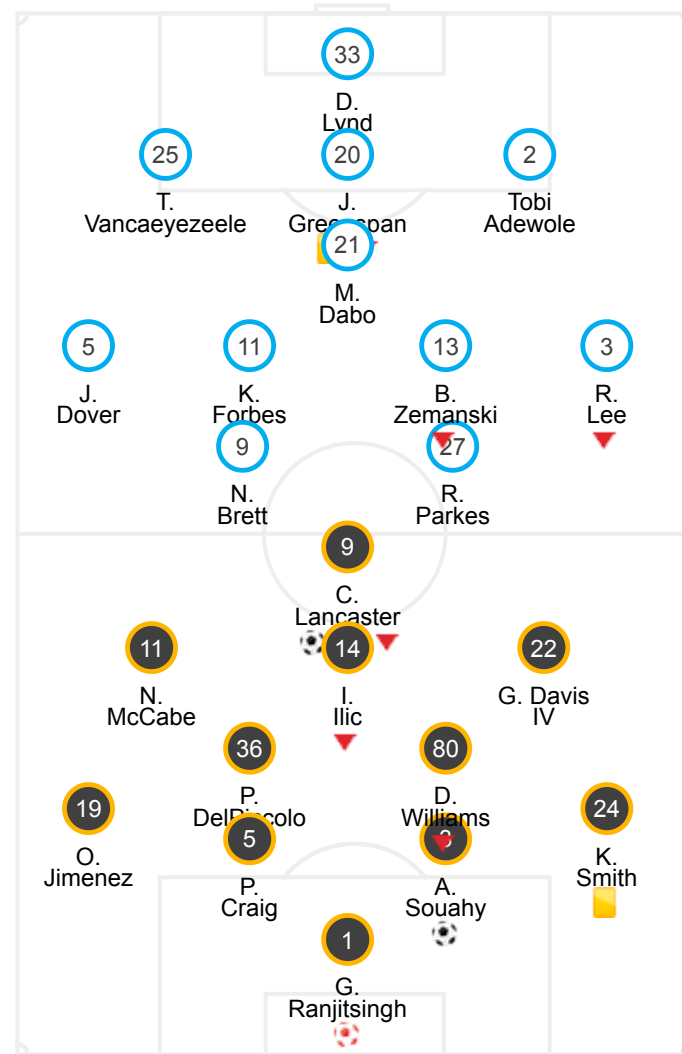 33
D.
Lynd
25
20
2
T.
Vancaeyezeele
J.
Greenspan
Tobi
Adewole
21
M.
Dabo
5
11
13
3
J.
Dover
K.
Forbes
B.
Zemanski
R.
Lee
9
27
N.
Brett
R.
Parkes
9
C.
Lancaster
11
14
22
N.
McCabe
I.
Ilic
G. Davis
IV
36
80
P.
DelPiccolo
D.
Williams
19
24
O.
Jimenez
K.
Smith
5
P.
Craig
A.
Souahy
1
G.
Ranjitsingh